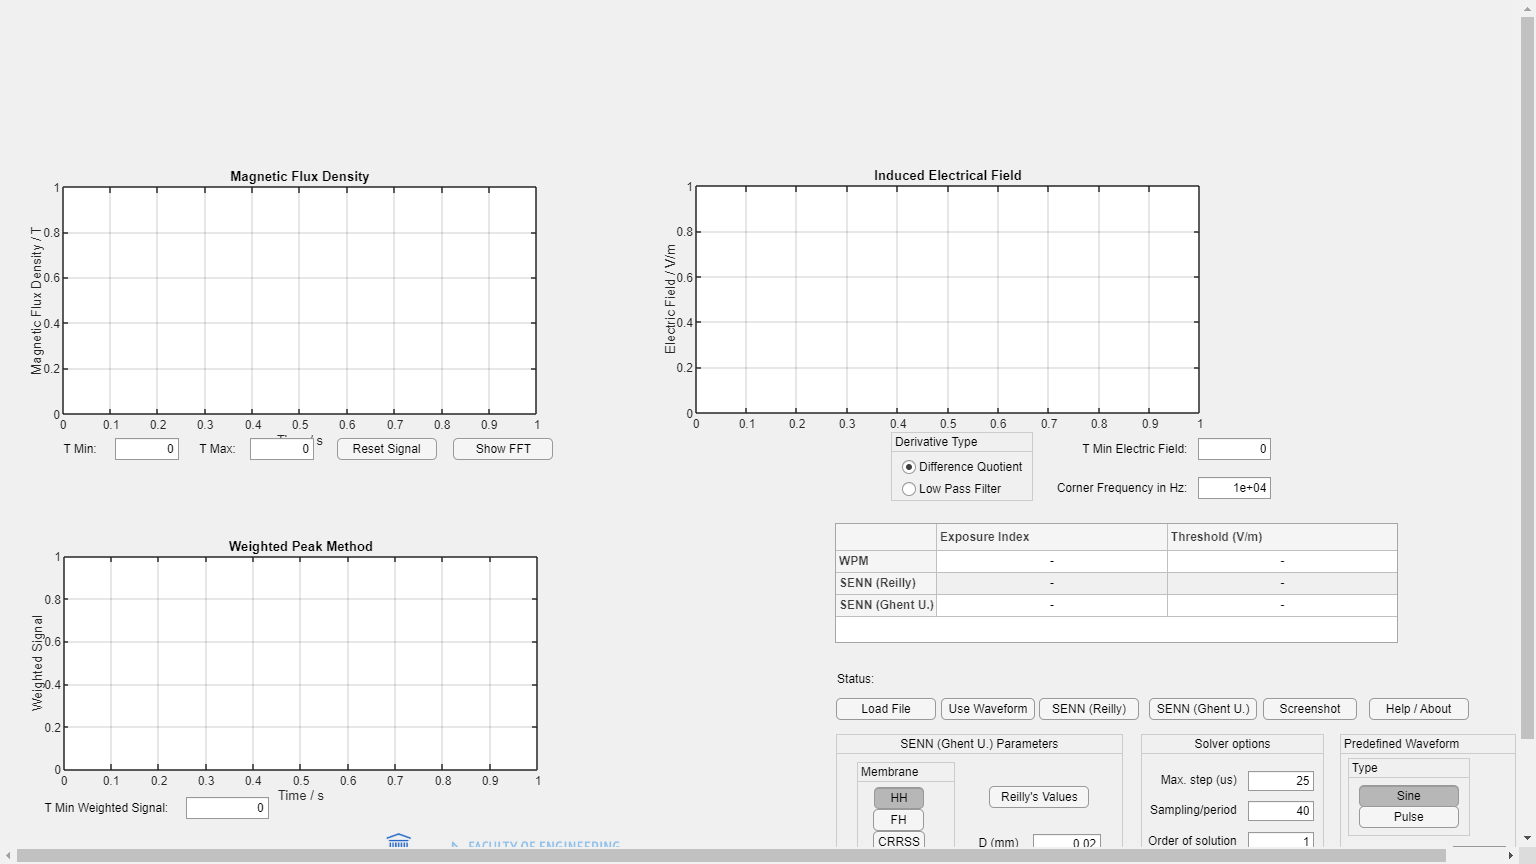 Magnetic Flux Density
1
0.8
0.6
0.4
0.2
0
Magnetic Flux Density / T
0 0.1 0.2 0.3 0.4 0.5 0.6 0.7 0.8 0.9 1
T Min: 0 T Max: 0 Reset Signal Show FFT
Induced Electrical Field
1
0.8
0.6
0.4
0.2
0
Electric Field / V/m
0 0.1 0.2 0.3 0.4 0.5 0.6 0.7 0.8 0.9 1
Derivative Type
Difference Quotient
Low Pass Filter
T Min Electric Field: 0
Corner Frequency in Hz: 1e+04
Weighted Peak Method
1
0.8
0.6
0.4
0.2
0
Weighted Signal
0 0.1 0.2 0.3 0.4 0.5 0.6 0.7 0.8 0.9 1
Time / s
T Min Weighted Signal: 0
FACULTY OF ENGINEERING
Exposure Index Threshold (V/m)
WPM - -
SENN (Reilly) - -
SENN (Ghent U.) - -
Status:
Load File Use Waveform SENN (Reilly) SENN (Ghent U.) Screenshot Help / About
SENN (Ghent U.) Parameters
Membrane
HH
FH
CRRSS
Reilly's Values
D (mm) 0.02
Solver options
Max. step (us) 25
Sampling/period 40
Order of solution 1
Predefined Waveform
Type
Sine
Pulse